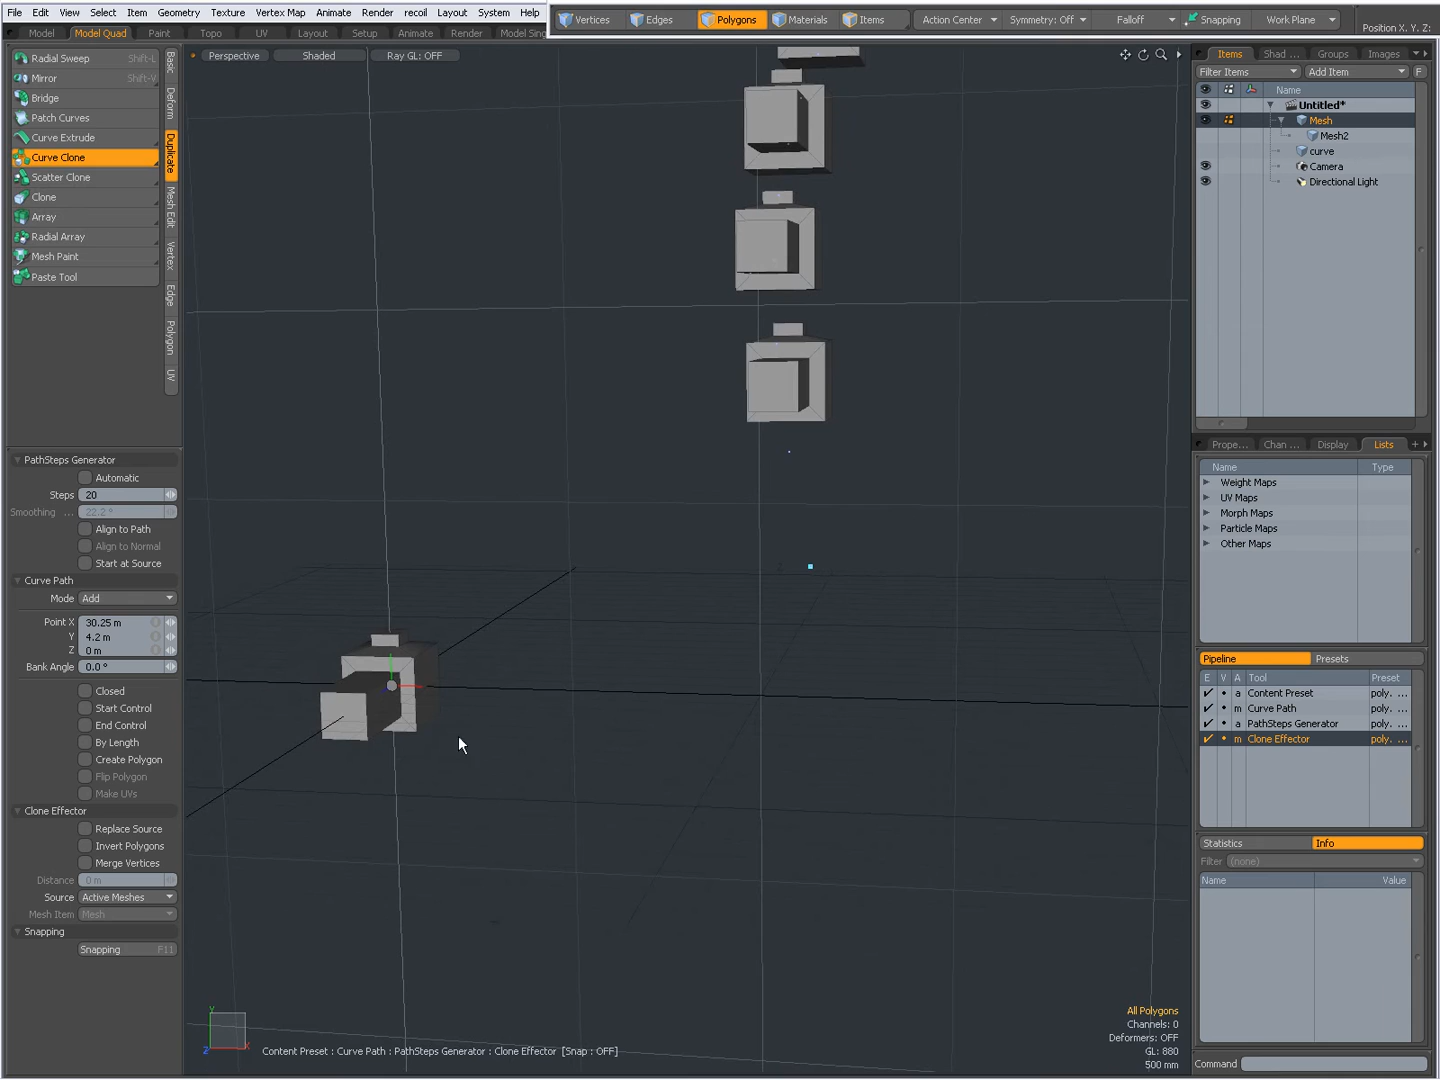 File Edit View Select Item Geometry Texture Vertex Map Animate Render recoil Layout System Help
Vertices Edges Polygons Materials Items Action Center Symmetry: Off Falloff Snapping Work Plane Position X, Y, Z:
Model Model Quad Paint Topo UV Layout Setup Animate Render Model Sing
Perspective Shaded Ray GL: OFF
Radial Sweep Shift-L
Mirror Shift-V
Bridge
Patch Curves
Curve Extrude
Curve Clone
Scatter Clone
Clone
Array
Radial Array
Mesh Paint
Paste Tool
Basic
Deform
Duplicate
Mesh Edit
Vertex
Edge
Polygon
UV
PathSteps Generator
Automatic
Steps 20
Smoothing ... 22.2 °
Align to Path
Align to Normal
Start at Source
Curve Path
Mode Add
Point X 30.25 m
Y 4.2 m
Z 0 m
Bank Angle 0.0 °
Closed
Start Control
End Control
By Length
Create Polygon
Flip Polygon
Make UVs
Clone Effector
Replace Source
Invert Polygons
Merge Vertices
Distance 0 m
Source Active Meshes
Mesh Item Mesh
Snapping
Snapping F11
Y
X
Z
Content Preset : Curve Path : PathSteps Generator : Clone Effector [Snap : OFF]
All Polygons
Channels: 0
Deformers: OFF
GL: 880
500 mm
Items Shad ... Groups Images
Filter Items Add Item F
Name
Untitled*
Mesh
Mesh2
curve
Camera
Directional Light
Prope... Chan ... Display Lists +
Name Type
Weight Maps
UV Maps
Morph Maps
Particle Maps
Other Maps
Pipeline Presets
E V A Tool Preset
a Content Preset poly. ...
m Curve Path poly. ...
a PathSteps Generator poly. ...
m Clone Effector poly. ...
Statistics Info
Filter (none)
Name Value
Command